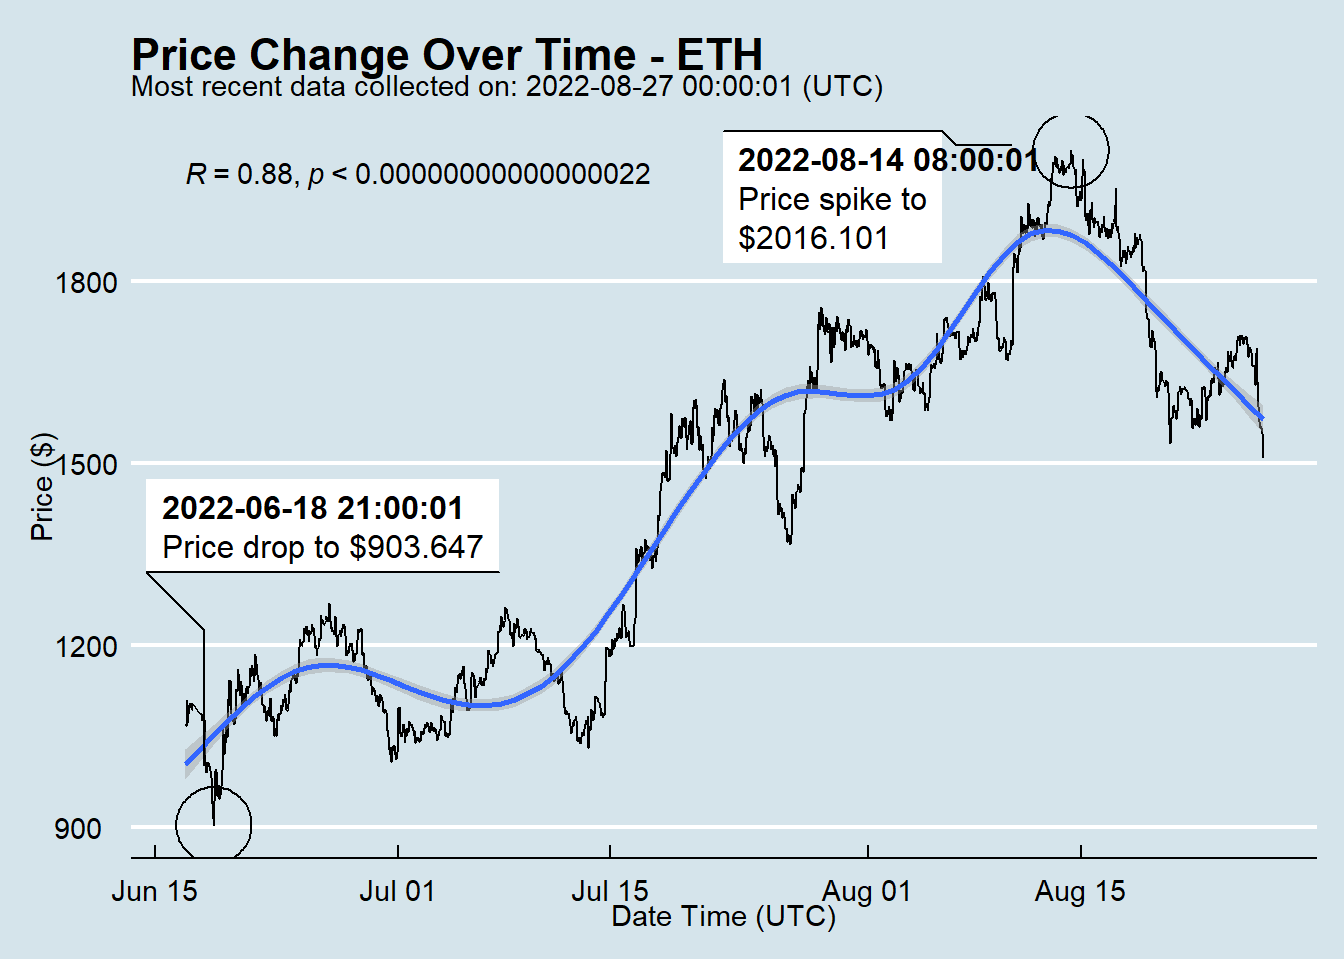 Price Change Over Time - ETH
Most recent data collected on: 2022-08-27 00:00:01 (UTC)
R = 0.88, p < 0.00000000000000022
2022-08-14 08:00:01
Price spike to
$2016.101
2022-06-18 21:00:01
Price drop to $903.647
Price ($)
1800
1500
1200
900
Jun 15
Jul 01
Jul 15
Aug 01
Aug 15
Date Time (UTC)